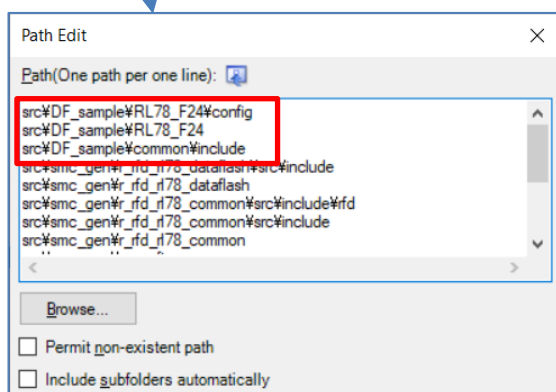 Path Edit
Path(One path per one line):
src¥DF_sample¥RL78_F24¥config
src¥DF_sample¥RL78_F24
src¥DF_sample¥common¥include
src¥smc_gen¥r_rfd_rl78_dataflash¥src¥include
src¥smc_gen¥r_rfd_rl78_dataflash
src¥smc_gen¥r_rfd_rl78_common¥src¥include¥rfd
src¥smc_gen¥r_rfd_rl78_common¥src¥include
src¥smc_gen¥r_rfd_rl78_common
Browse...
Permit non-existent path
Include subfolders automatically